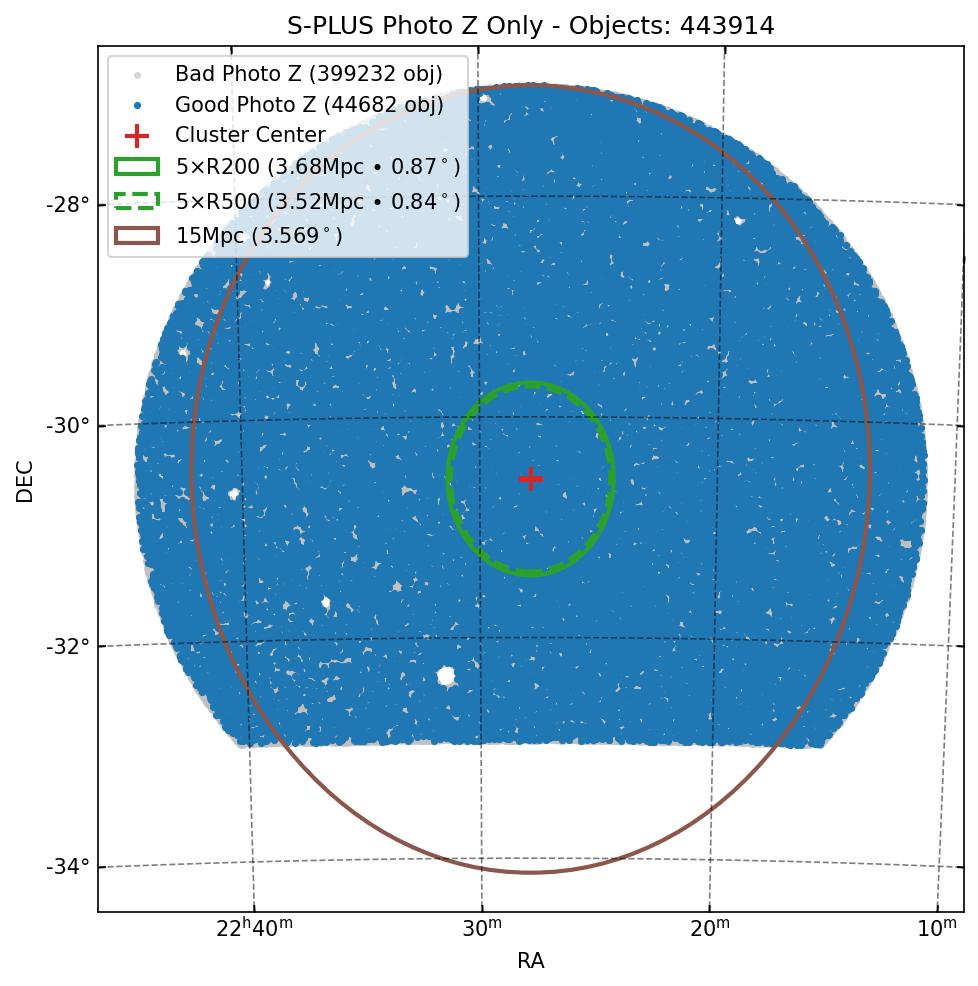 S-PLUS Photo Z Only - Objects: 443914
Bad Photo Z (399232 obj)
Good Photo Z (44682 obj)
Cluster Center
5×R200 (3.68Mpc • 0.87°)
5×R500 (3.52Mpc • 0.84°)
15Mpc (3.569°)
-28°
-30°
-32°
-34°
DEC
22ʰ40ᵐ 30ᵐ 20ᵐ 10ᵐ
RA